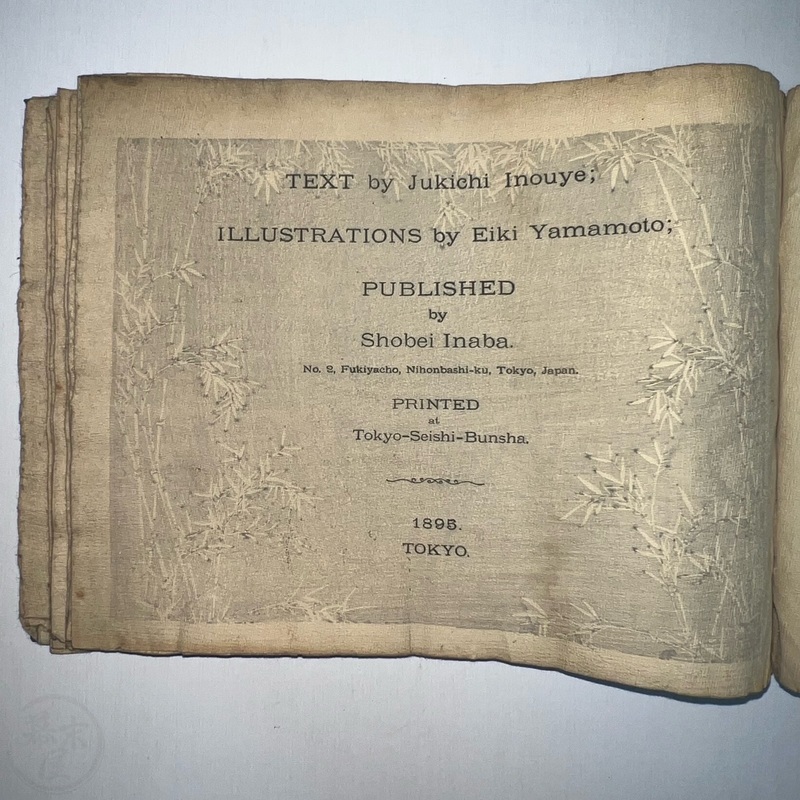 TEXT by Jukichi Inouye;
ILLUSTRATIONS by Eiki Yamamoto;
PUBLISHED
by
Shobei Inaba.
No. 2, Fukiyacho, Nihonbashi-ku, Tokyo, Japan.
PRINTED
at
Tokyo-Seishi-Bunsha.
1895.
TOKYO.